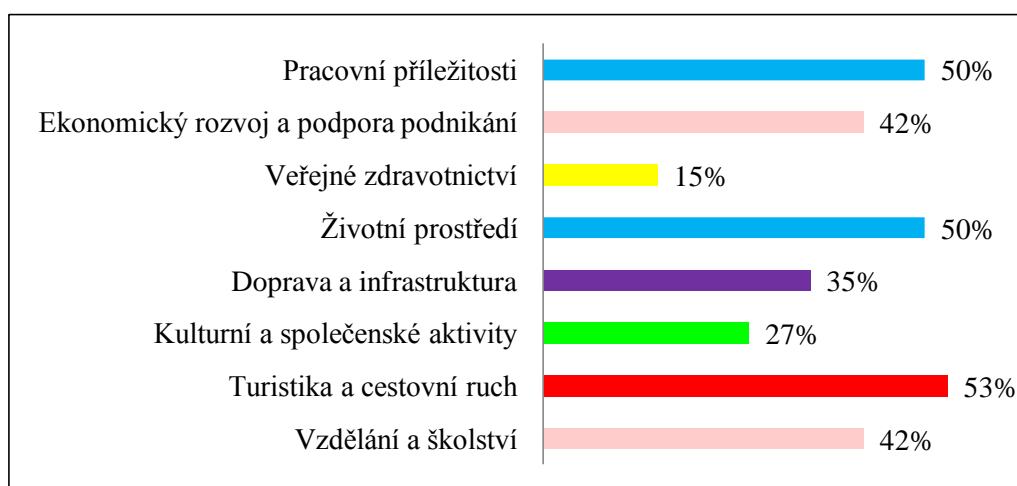 Pracovní příležitosti 50%
Ekonomický rozvoj a podpora podnikání 42%
Veřejné zdravotnictví 15%
Životní prostředí 50%
Doprava a infrastruktura 35%
Kulturní a společenské aktivity 27%
Turistika a cestovní ruch 53%
Vzdělání a školství 42%